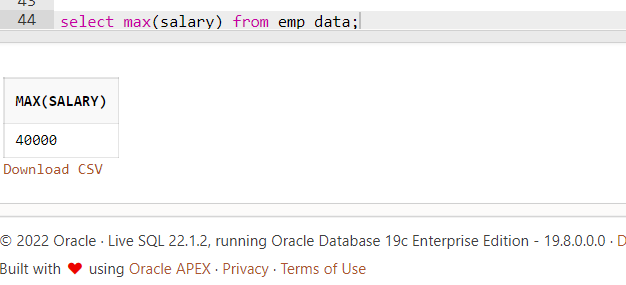 43
44 select max(salary) from emp data;
MAX(SALARY)
40000
Download CSV
© 2022 Oracle · Live SQL 22.1.2, running Oracle Database 19c Enterprise Edition - 19.8.0.0.0 · D
Built with ❤ using Oracle APEX · Privacy · Terms of Use